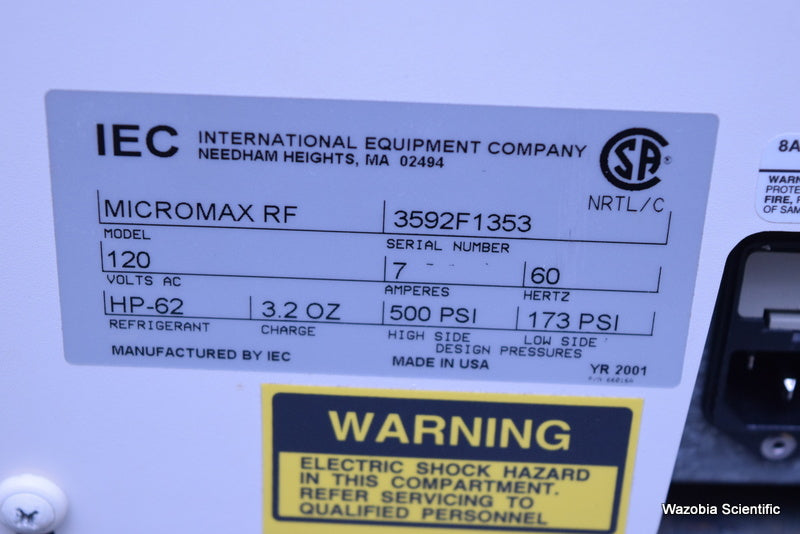 IEC INTERNATIONAL EQUIPMENT COMPANY
NEEDHAM HEIGHTS, MA 02494
SA
NRTL/C
MICROMAX RF 3592F1353
MODEL SERIAL NUMBER
120 7 60
VOLTS AC AMPERES HERTZ
HP-62 3.2 OZ 500 PSI 173 PSI
REFRIGERANT CHARGE HIGH SIDE LOW SIDE
DESIGN PRESSURES
MANUFACTURED BY IEC MADE IN USA YR 2001
8A
WARN
PROTE
FIRE,
OF SAM
WARNING
ELECTRIC SHOCK HAZARD
IN THIS COMPARTMENT.
REFER SERVICING TO
QUALIFIED PERSONNEL
Wazobia Scientific